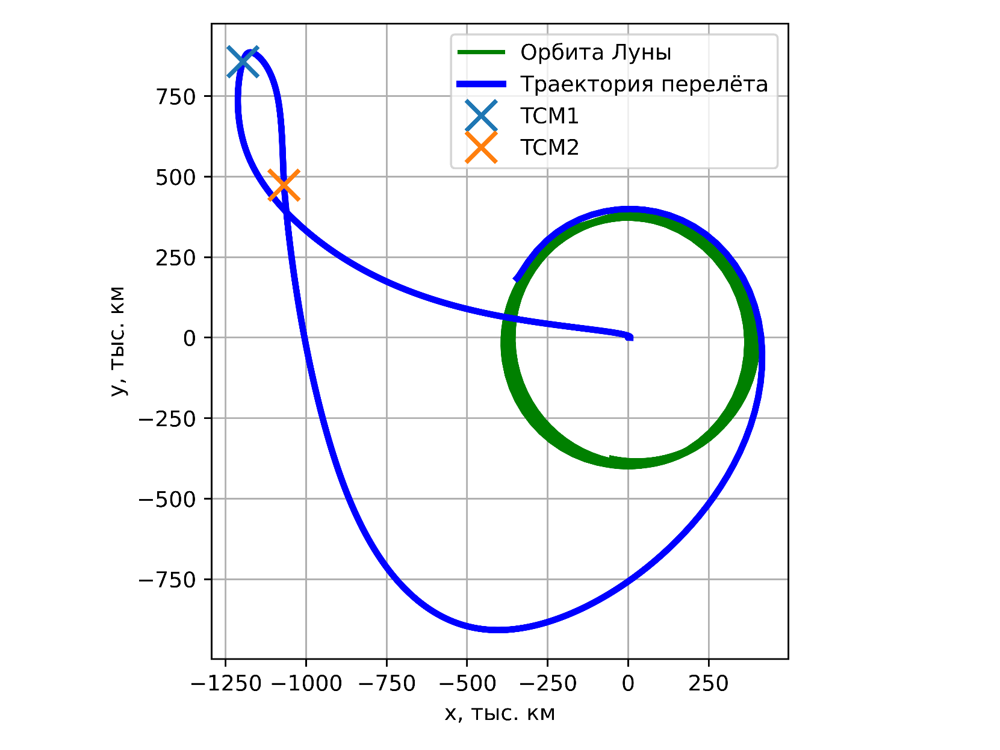 Орбита Луны
Траектория перелёта
TCM1
TCM2
750
500
250
0
−250
−500
−750
y, тыс. км
−1250 −1000 −750 −500 −250 0 250
x, тыс. км